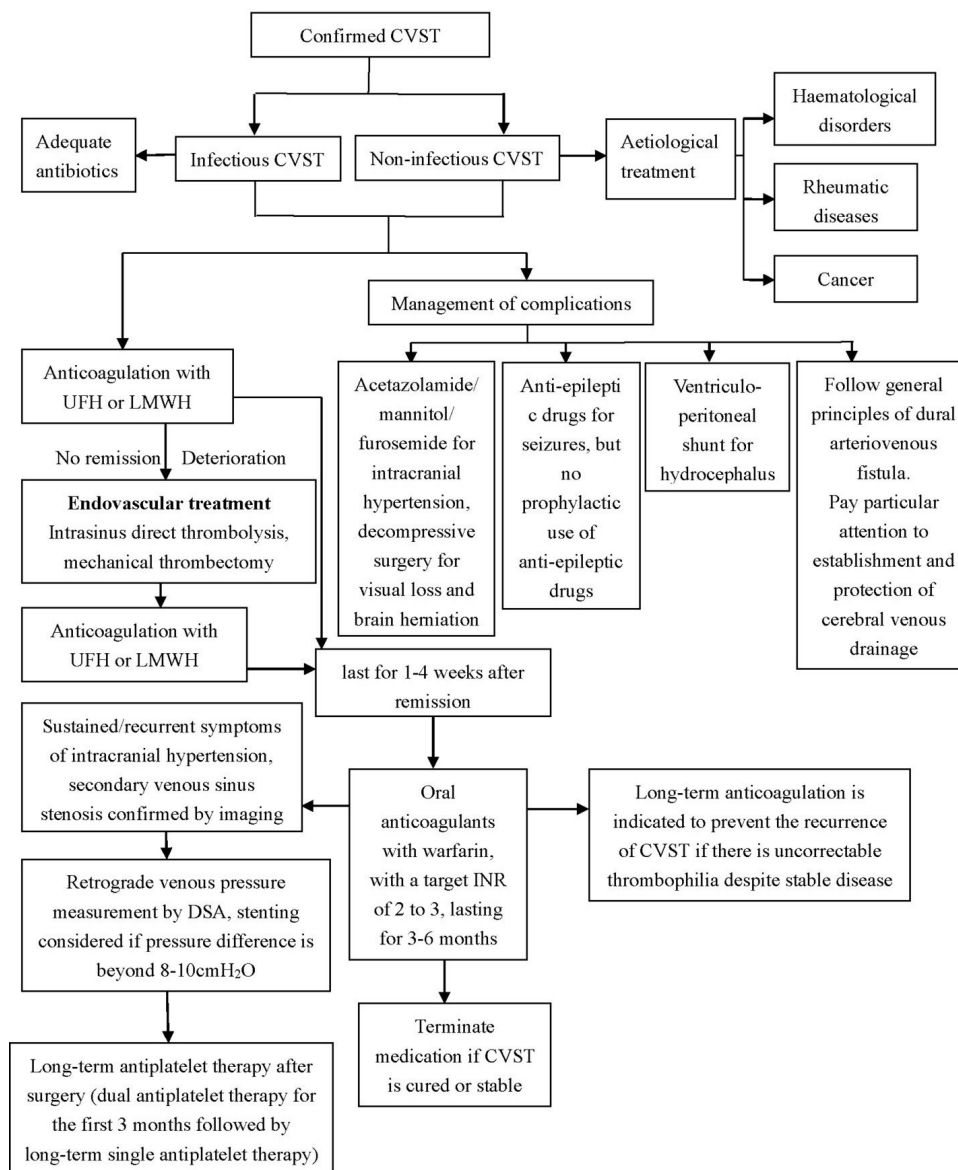 Confirmed CVST
Adequate
antibiotics
Infectious CVST
Non-infectious CVST
Aetiological
treatment
Haematological
disorders
Rheumatic
diseases
Cancer
Management of complications
Anticoagulation with
UFH or LMWH
Acetazolamide/
mannitol/
furosemide for
intracranial
hypertension,
decompressive
surgery for
visual loss and
brain herniation
Anti-epilepti
c drugs for
seizures, but no
prophylactic
use of
anti-epileptic
drugs
Ventriculo-
peritoneal
shunt for
hydrocephalus
Follow general
principles of dural
arteriovenous
fistula.
Pay particular
attention to
establishment and
protection of
cerebral venous
drainage
No remission
Deterioration
Endovascular treatment
Intrasinus direct thrombolysis,
mechanical thrombectomy
Anticoagulation with
UFH or LMWH
last for 1-4 weeks after
remission
Sustained/recurrent symptoms
of intracranial hypertension,
secondary venous sinus
stenosis confirmed by imaging
Oral
anticoagulants
with warfarin,
with a target INR
of 2 to 3, lasting
for 3-6 months
Long-term anticoagulation is
indicated to prevent the recurrence
of CVST if there is uncorrectable
thrombophilia despite stable disease
Retrograde venous pressure
measurement by DSA, stenting
considered if pressure difference is
beyond 8-10cmH₂O
Terminate
medication if CVST
is cured or stable
Long-term antiplatelet therapy after
surgery (dual antiplatelet therapy for
the first 3 months followed by
long-term single antiplatelet therapy)